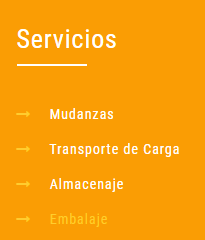 Servicios
Mudanzas
Transporte de Carga
Almacenaje
Embalaje